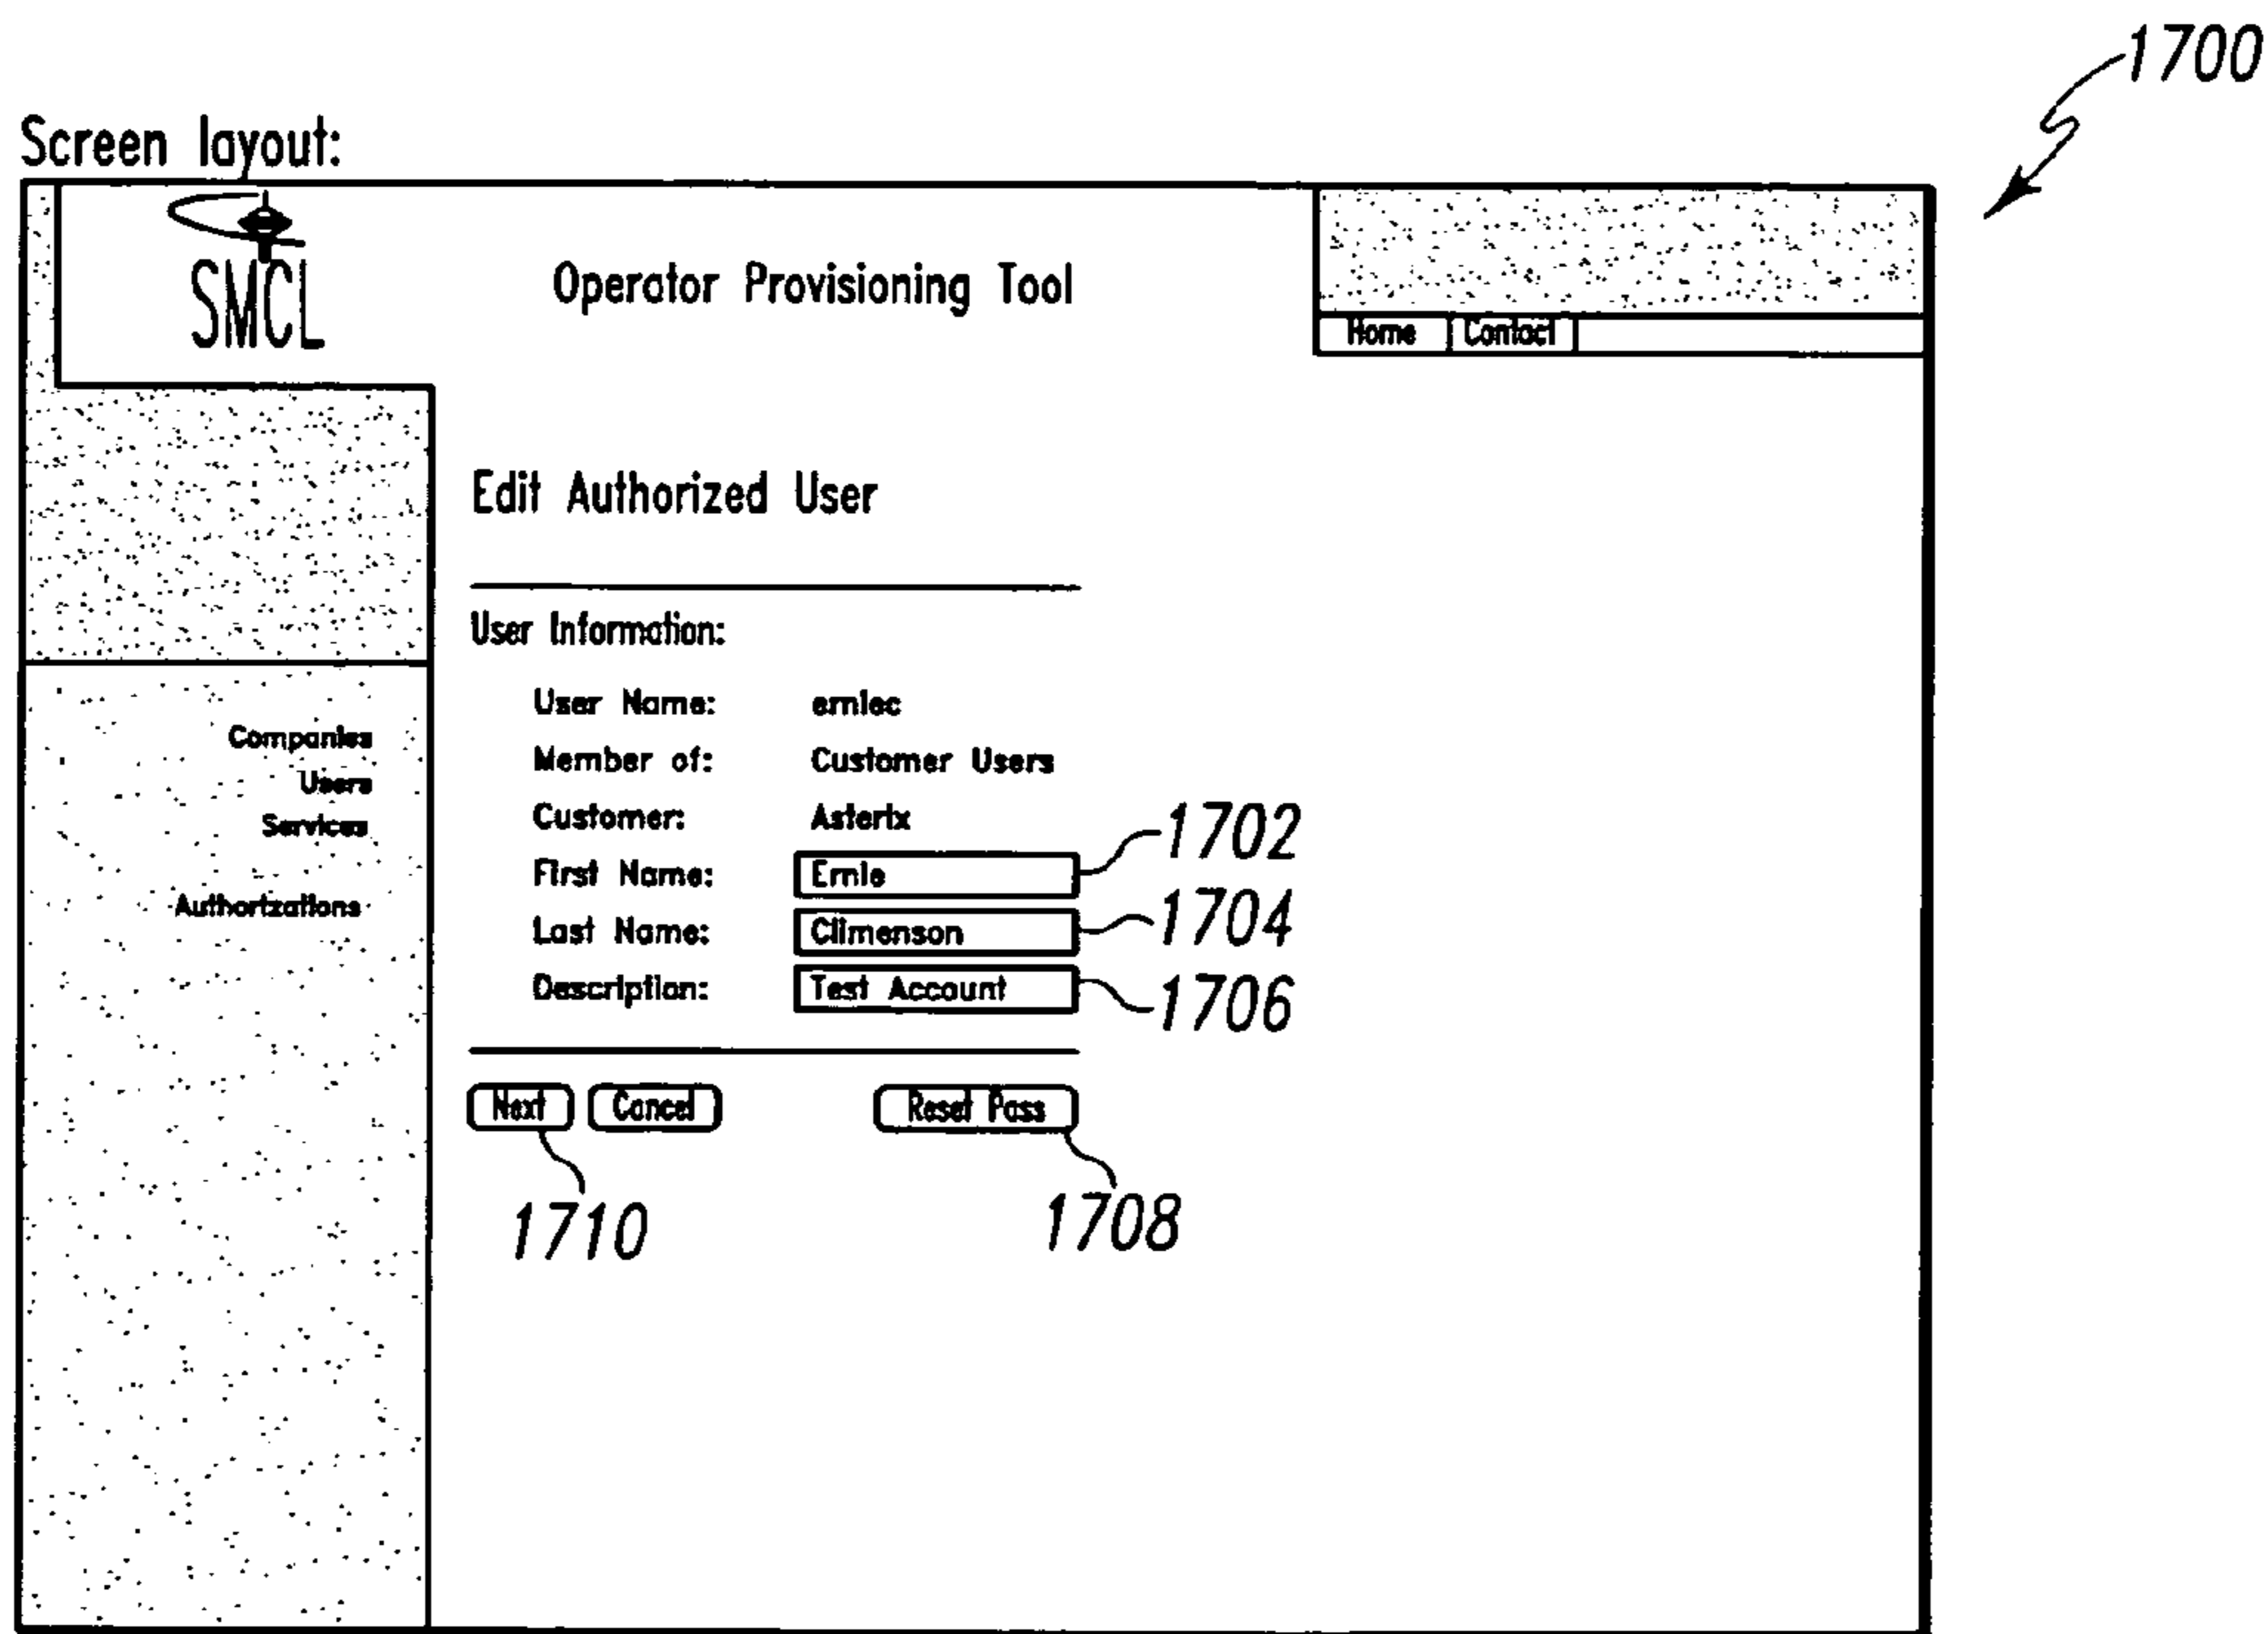 1700
Screen layout:
SMCL
Operator Provisioning Tool
Home Contact
Edit Authorized User
User Information:
User Name: erniec
Member of: Customer Users
Customer: Asterix
First Name: Ernie 1702
Last Name: Climenson 1704
Description: Test Account 1706
Next Cancel Reset Pass
1710 1708
Companies
Users
Services
Authorizations